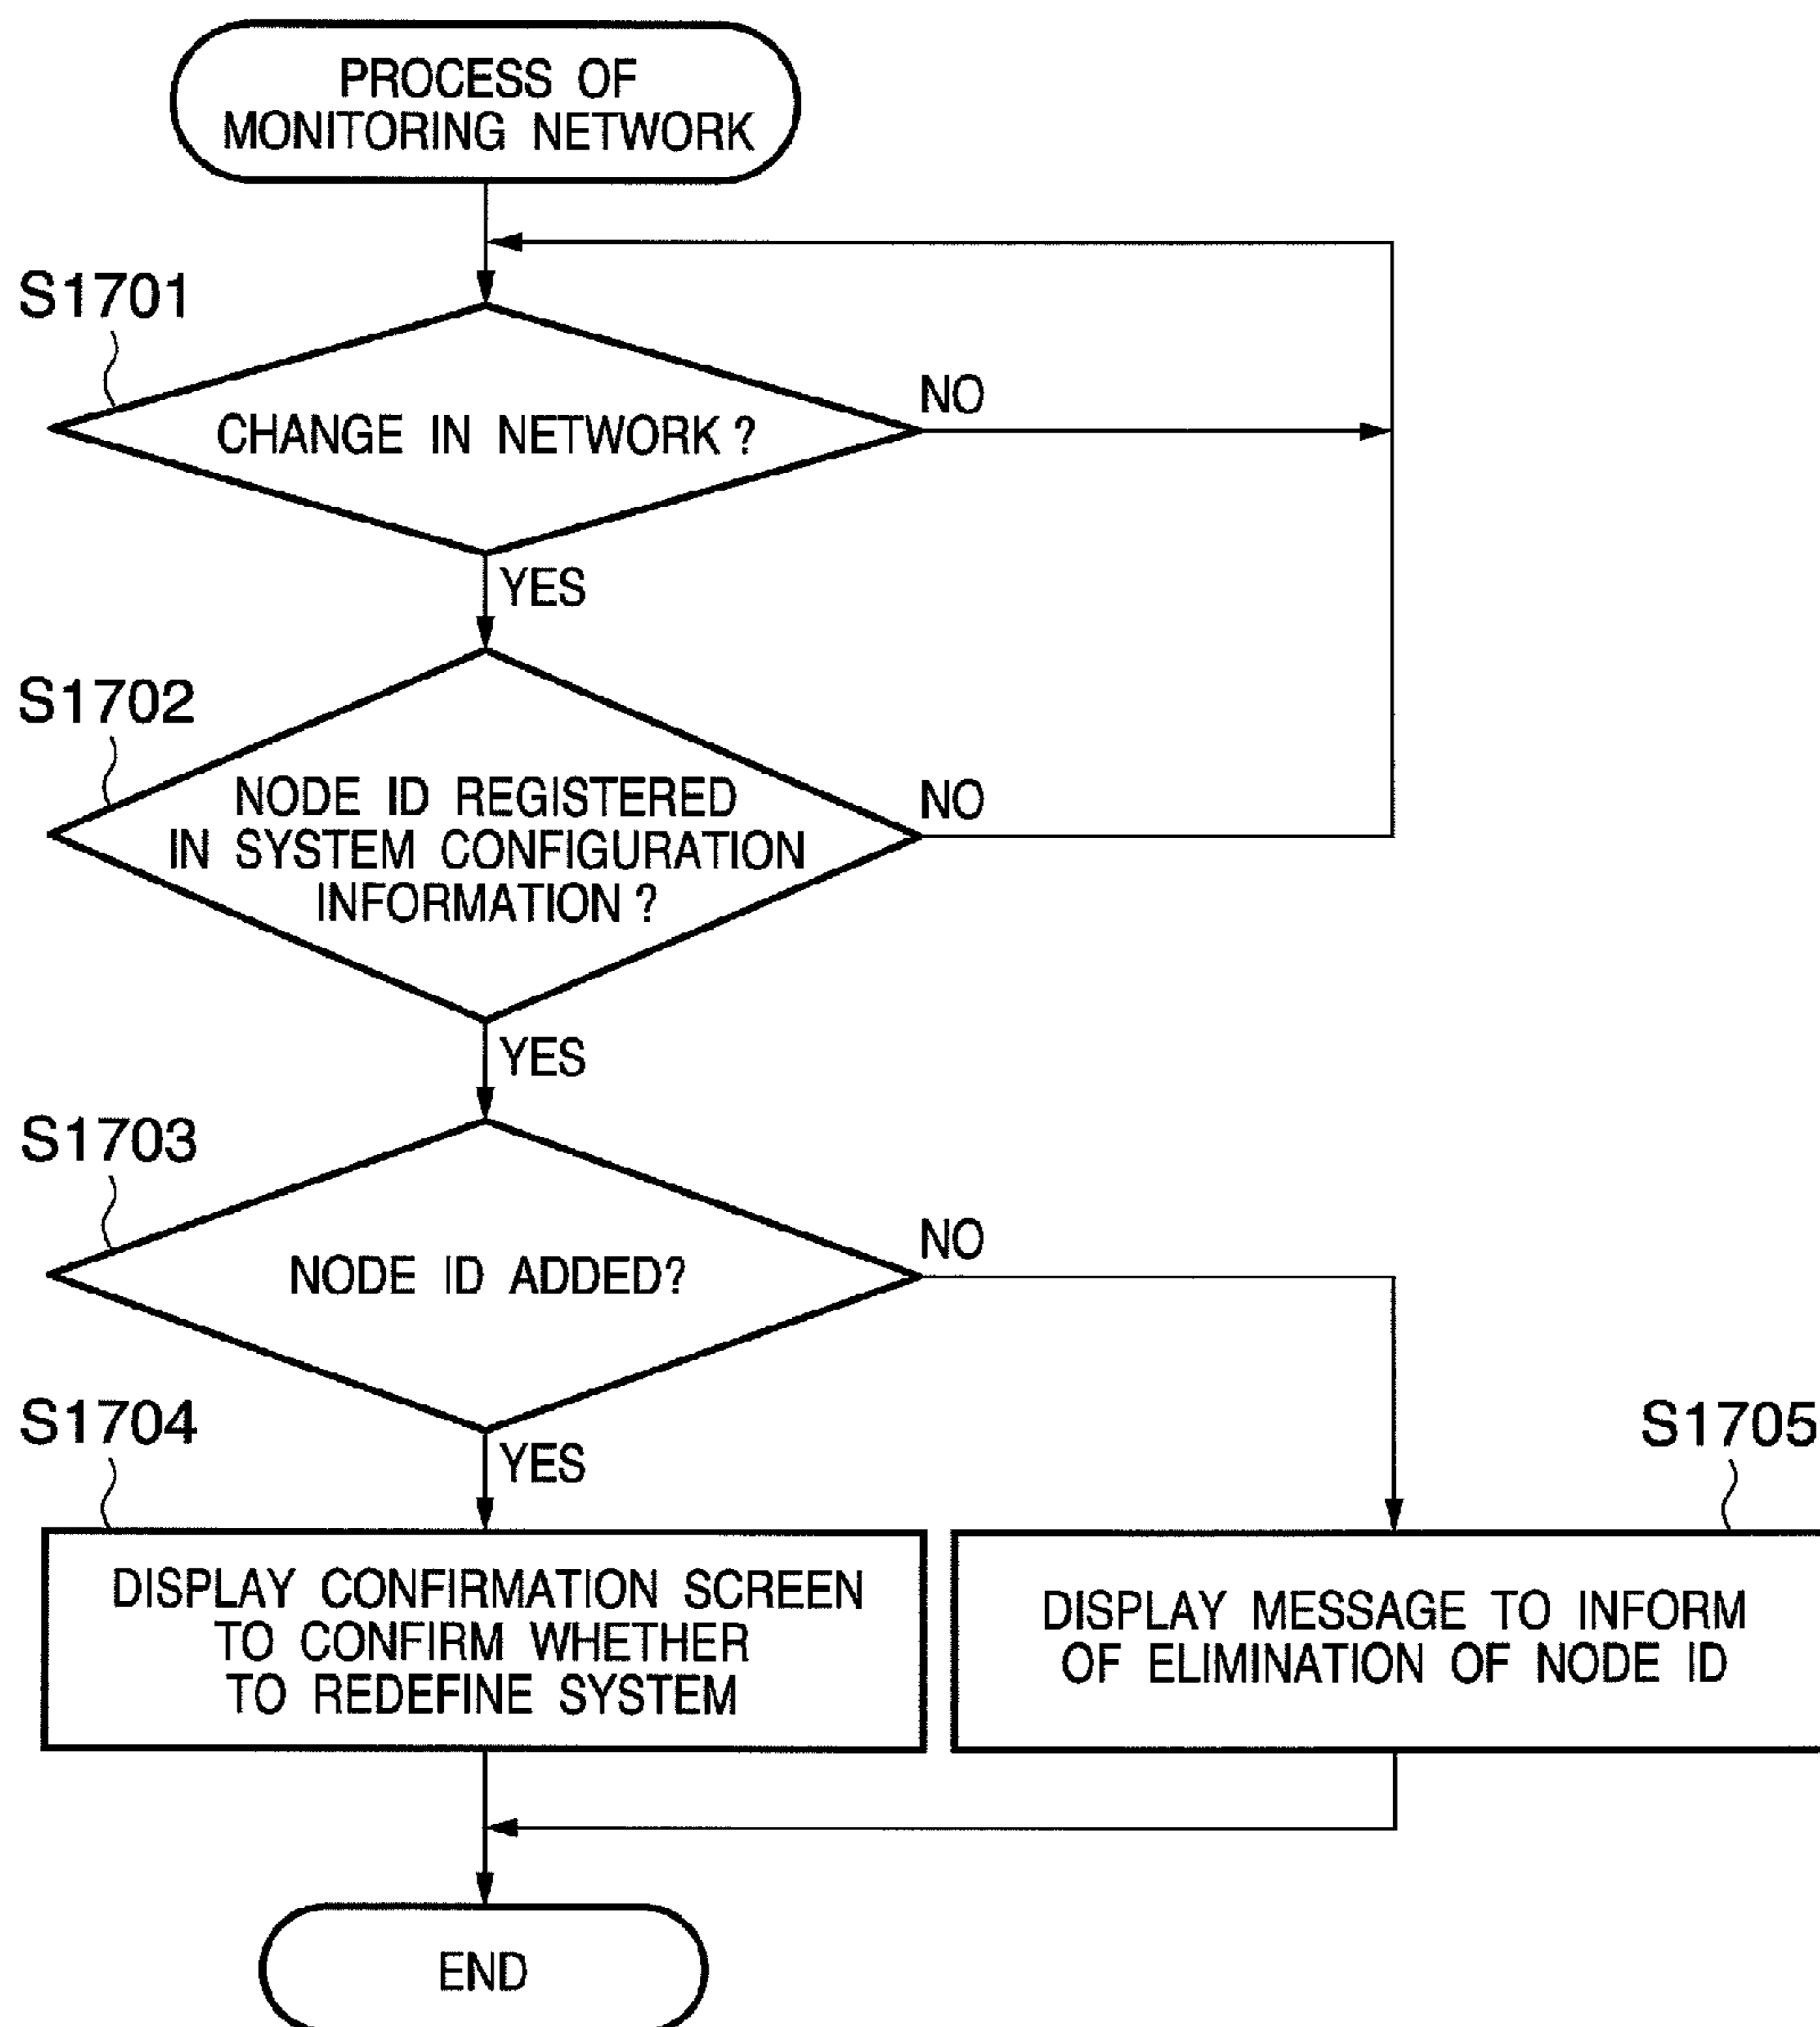 PROCESS OF
MONITORING NETWORK
S1701
CHANGE IN NETWORK ?
NO
YES
S1702
NODE ID REGISTERED
IN SYSTEM CONFIGURATION
INFORMATION ?
NO
YES
S1703
NODE ID ADDED?
NO
YES
S1704
DISPLAY CONFIRMATION SCREEN
TO CONFIRM WHETHER
TO REDEFINE SYSTEM
S1705
DISPLAY MESSAGE TO INFORM
OF ELIMINATION OF NODE ID
END